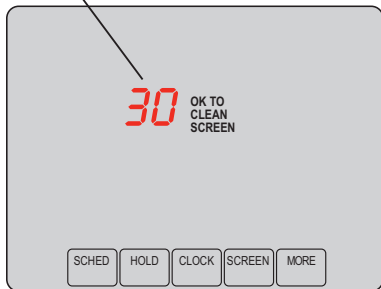 30 OK TO
CLEAN
SCREEN
SCHED HOLD CLOCK SCREEN MORE